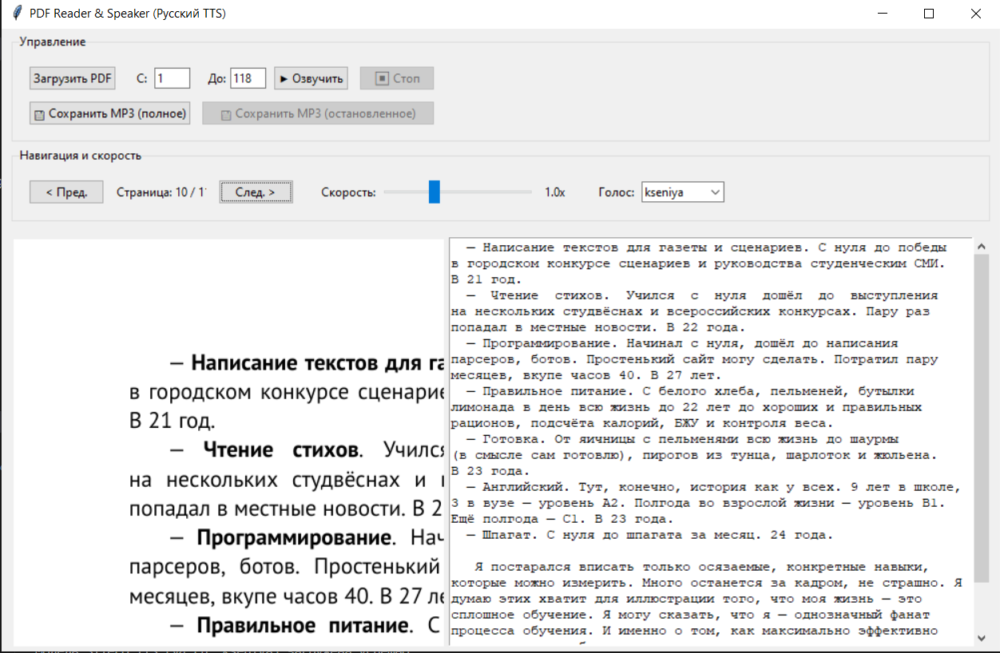 PDF Reader & Speaker (Русский TTS)
Управление
Загрузить PDF С: 1 До: 118 ► Озвучить Стоп
Сохранить MP3 (полное) Сохранить MP3 (остановленное)
Навигация и скорость
< Пред. Страница: 10 / 1 След. > Скорость: 1.0x Голос: kseniya
— Написание текстов для га
в городском конкурсе сценарие
В 21 год.
— Чтение стихов. Училс
на нескольких студвёснах и
попадал в местные новости. В 2
— Программирование. Нач
парсеров, ботов. Простенький
месяцев, вкупе часов 40. В 27 ле
— Правильное питание. С
— Написание текстов для газеты и сценариев. С нуля до победы
в городском конкурсе сценариев и руководства студенческим СМИ.
В 21 год.
— Чтение стихов. Учился с нуля дошёл до выступления
на нескольких студвёснах и всероссийских конкурсах. Пару раз
попадал в местные новости. В 22 года.
— Программирование. Начинал с нуля, дошёл до написания
парсеров, ботов. Простенький сайт могу сделать. Потратил пару
месяцев, вкупе часов 40. В 27 лет.
— Правильное питание. С белого хлеба, пельменей, бутылки
лимонада в день всю жизнь до 22 лет до хороших и правильных
рационов, подсчёта калорий, БЖУ и контроля веса.
— Готовка. От яичницы с пельменями всю жизнь до шаурмы
(в смысле сам готовлю), пирогов из тунца, шарлоток и жюльена.
В 23 года.
— Английский. Тут, конечно, история как у всех. 9 лет в школе,
3 в вузе — уровень А2. Полгода во взрослой жизни — уровень В1.
Ещё полгода — С1. В 23 года.
— Шпагат. С нуля до шпагата за месяц. 24 года.
Я постарался вписать только осязаемые, конкретные навыки,
которые можно измерить. Много останется за кадром, не страшно. Я
думаю этих хватит для иллюстрации того, что моя жизнь — это
сплошное обучение. Я могу сказать, что я — однозначный фанат
процесса обучения. И именно о том, как максимально эффективно